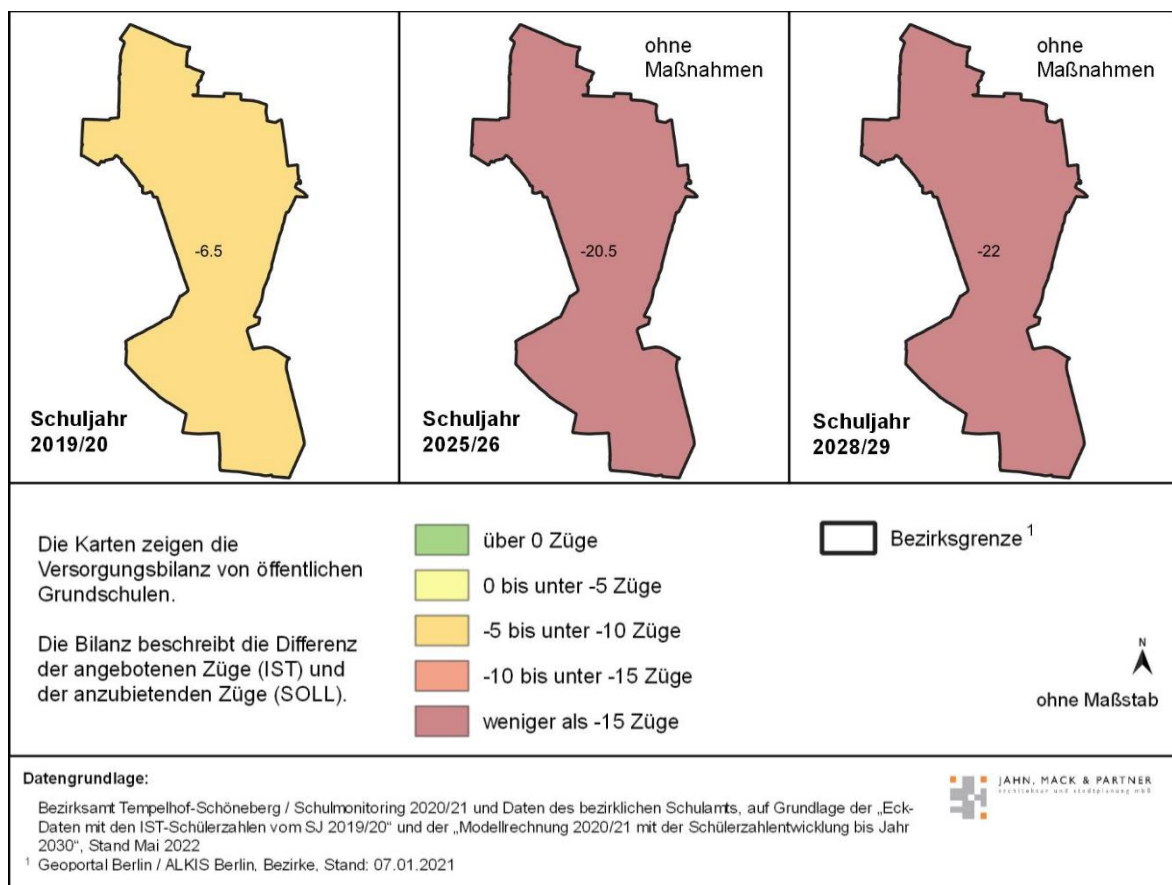 -6.5
Schuljahr
2019/20
ohne
Maßnahmen
-20.5
Schuljahr
2025/26
ohne
Maßnahmen
-22
Schuljahr
2028/29
Die Karten zeigen die
Versorgungsbilanz von öffentlichen
Grundschulen.
Die Bilanz beschreibt die Differenz
der angebotenen Züge (IST) und
der anzubietenden Züge (SOLL).
über 0 Züge
0 bis unter -5 Züge
-5 bis unter -10 Züge
-10 bis unter -15 Züge
weniger als -15 Züge
Bezirksgrenze 1
N
ohne Maßstab
Datengrundlage:
Bezirksamt Tempelhof-Schöneberg / Schulmonitoring 2020/21 und Daten des bezirklichen Schulamts, auf Grundlage der „Eck-
Daten mit den IST-Schülerzahlen vom SJ 2019/20“ und der „Modellrechnung 2020/21 mit der Schülerzahlentwicklung bis Jahr
2030“, Stand Mai 2022
1 Geoportal Berlin / ALKIS Berlin, Bezirke, Stand: 07.01.2021
JAHN, MACK & PARTNER
architektur und stadtplanung mbB